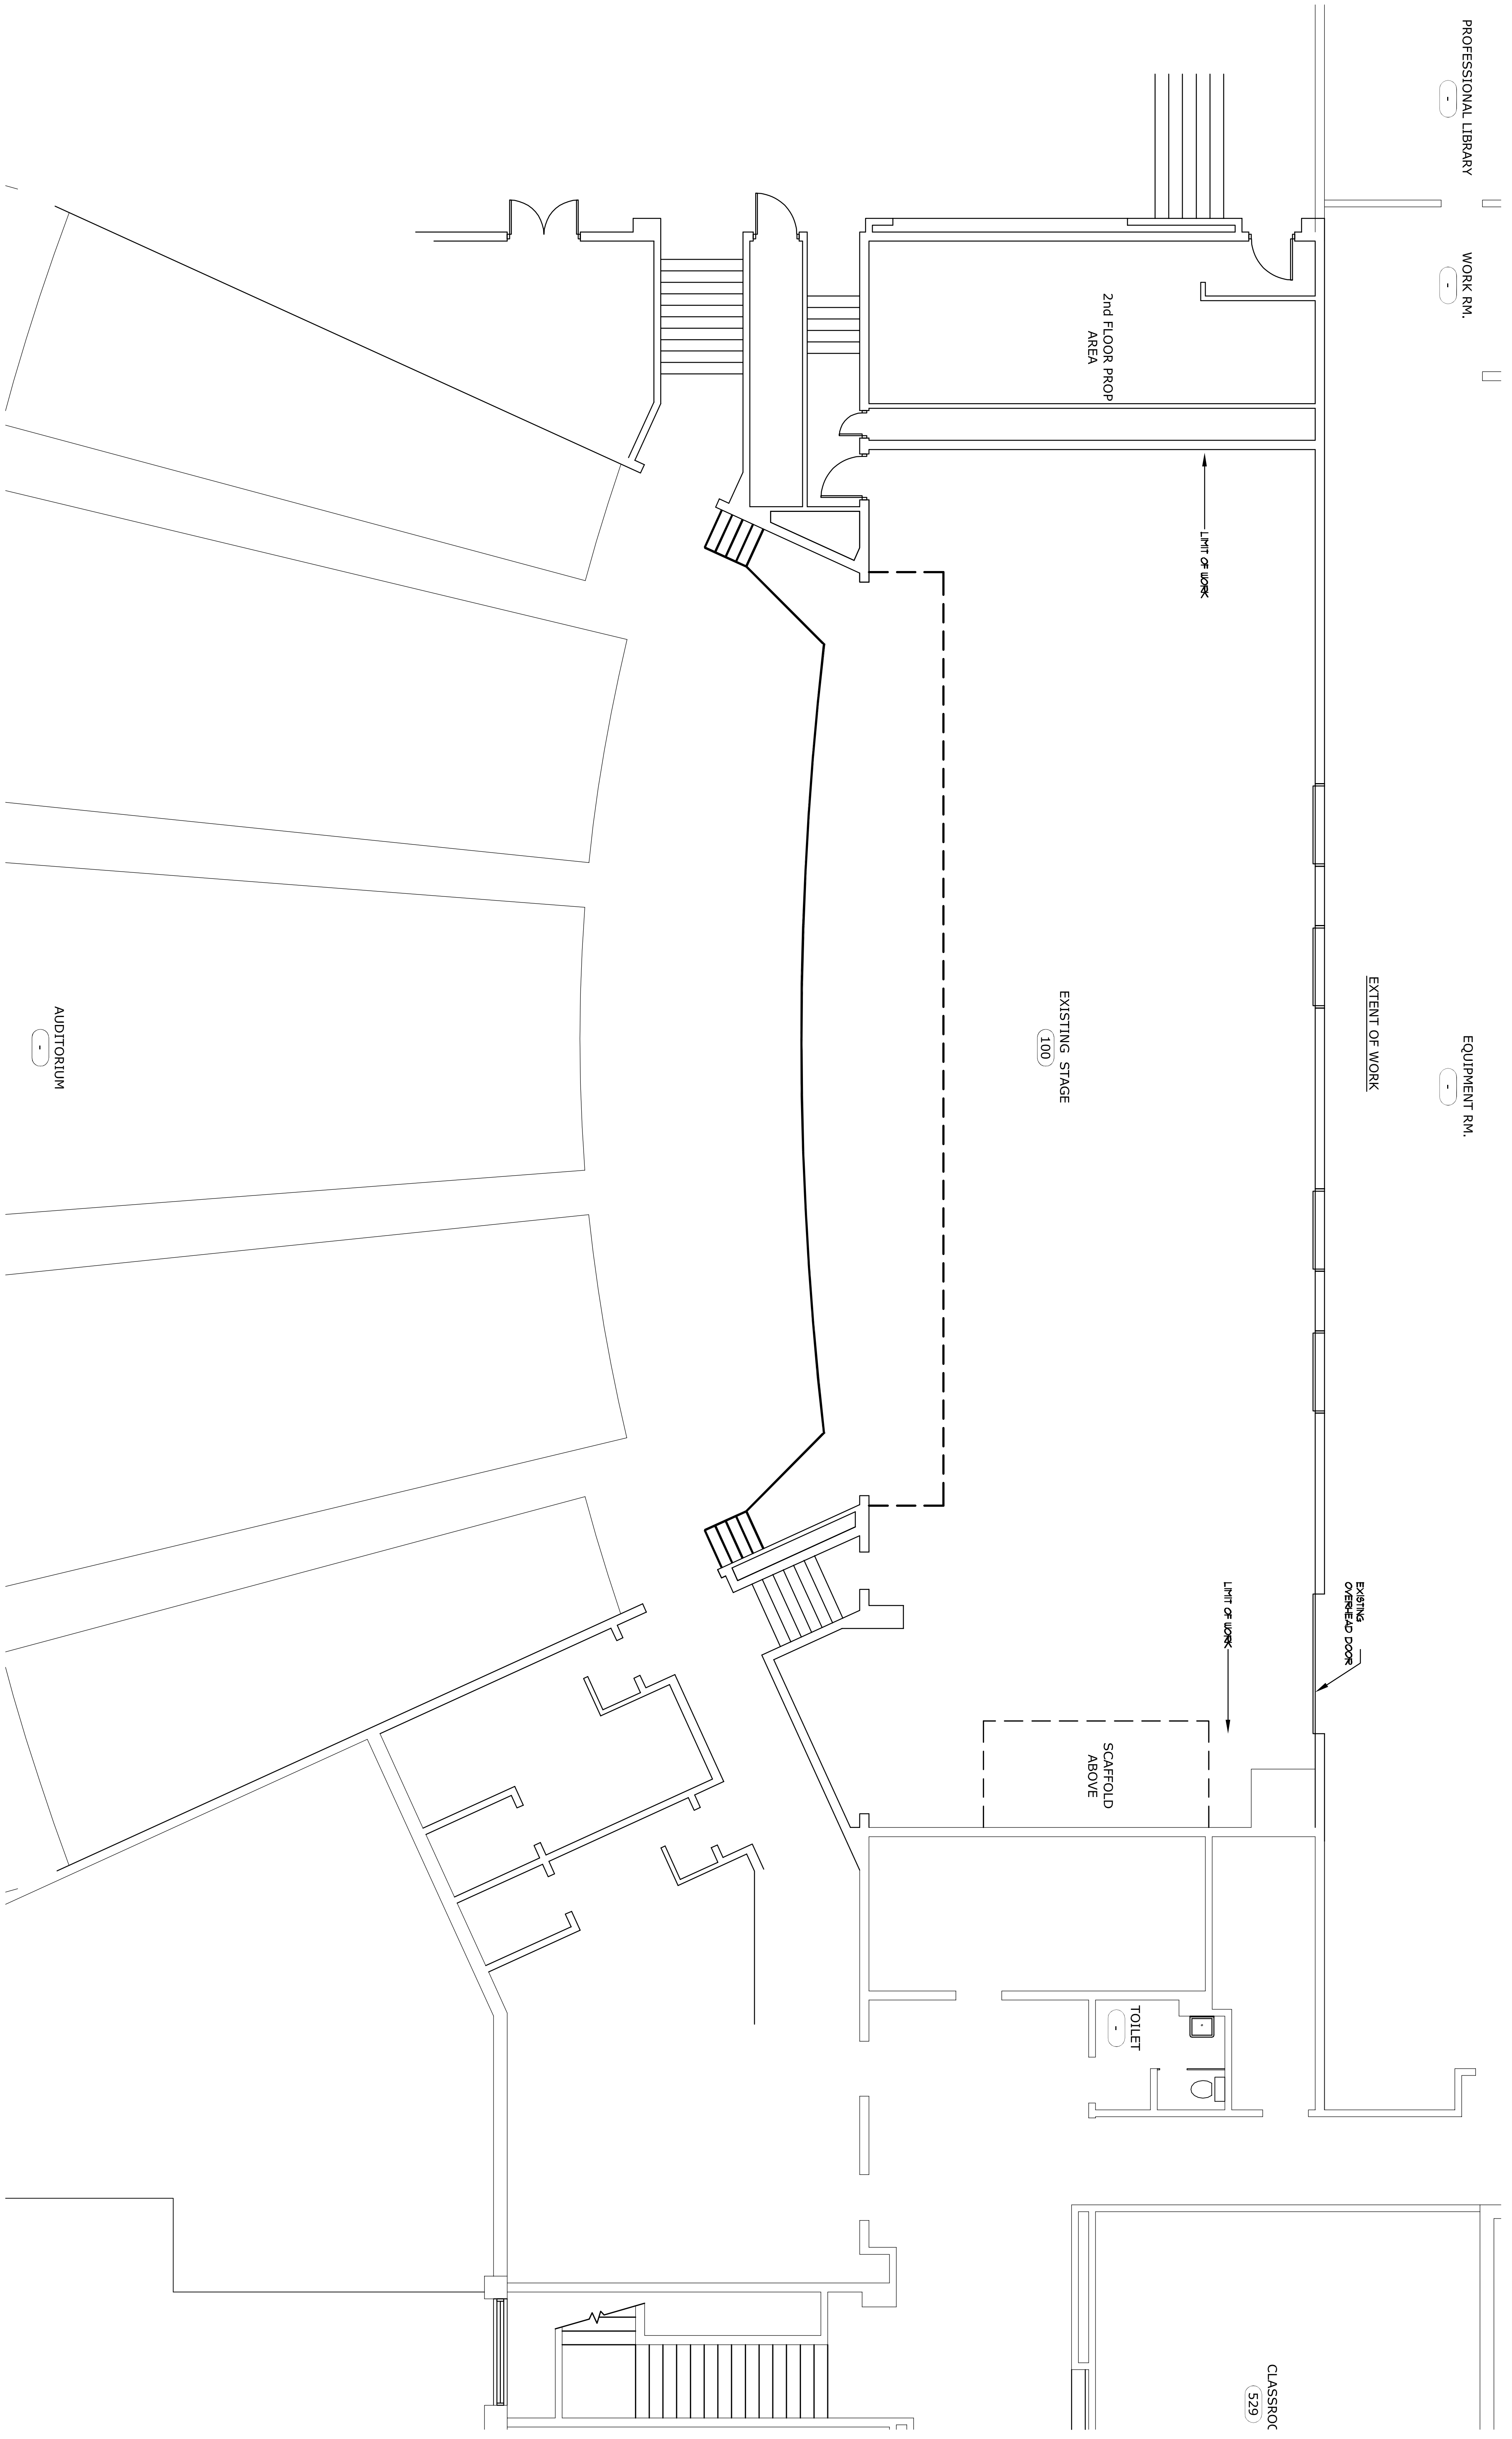 PROFESSIONAL LIBRARY
-
WORK RM.
-
2nd FLOOR PROP
AREA
LIMIT OF WORK
EXTENT OF WORK
EQUIPMENT RM.
-
EXISTING STAGE
100
AUDITORIUM
-
EXISTING
OVERHEAD DOOR
LIMIT OF WORK
SCAFFOLD
ABOVE
TOILET
-
CLASSROO
529